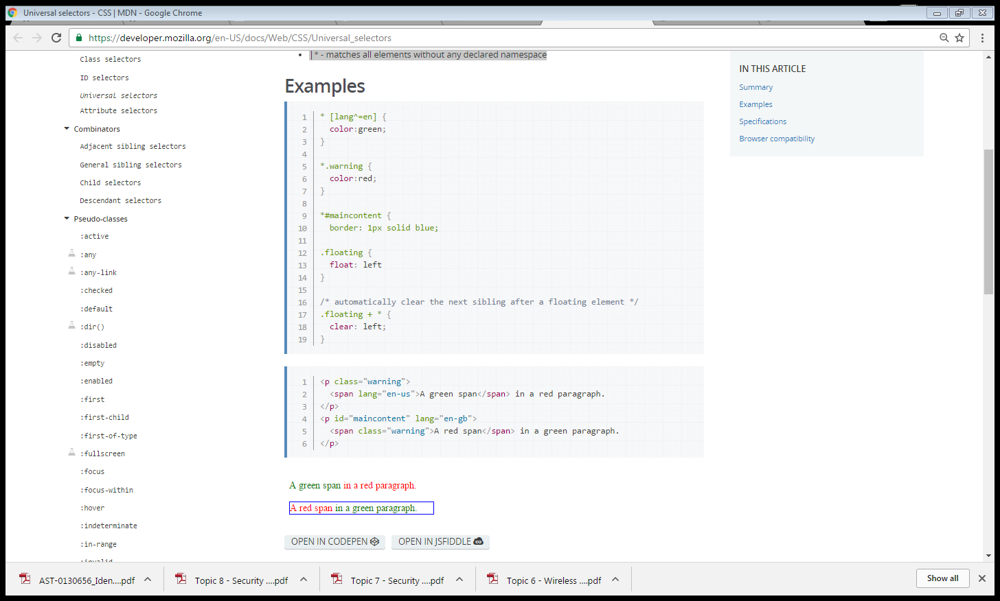 Universal selectors - CSS | MDN - Google Chrome
https://developer.mozilla.org/en-US/docs/Web/CSS/Universal_selectors
Class selectors
ID selectors
Universal selectors
Attribute selectors
Combinators
Adjacent sibling selectors
General sibling selectors
Child selectors
Descendant selectors
Pseudo-classes
:active
:any
:any-link
:checked
:default
:dir()
:disabled
:empty
:enabled
:first
:first-child
:first-of-type
:fullscreen
:focus
:focus-within
:hover
:indeterminate
:in-range
:invalid
• |* - matches all elements without any declared namespace
Examples
1 * [lang^=en] {
2 color:green;
3 }
4
5 *.warning {
6 color:red;
7 }
8
9 *#maincontent {
10 border: 1px solid blue;
11
12 .floating {
13 float: left
14 }
15
16 /* automatically clear the next sibling after a floating element */
17 .floating + * {
18 clear: left;
19 }
1 <p class="warning">
2 <span lang="en-us">A green span</span> in a red paragraph.
3 </p>
4 <p id="maincontent" lang="en-gb">
5 <span class="warning">A red span</span> in a green paragraph.
6 </p>
A green span in a red paragraph.
A red span in a green paragraph.
OPEN IN CODEPEN
OPEN IN JSFIDDLE
IN THIS ARTICLE
Summary
Examples
Specifications
Browser compatibility
AST-0130656_Iden....pdf
Topic 8 - Security ....pdf
Topic 7 - Security ....pdf
Topic 6 - Wireless ....pdf
Show all